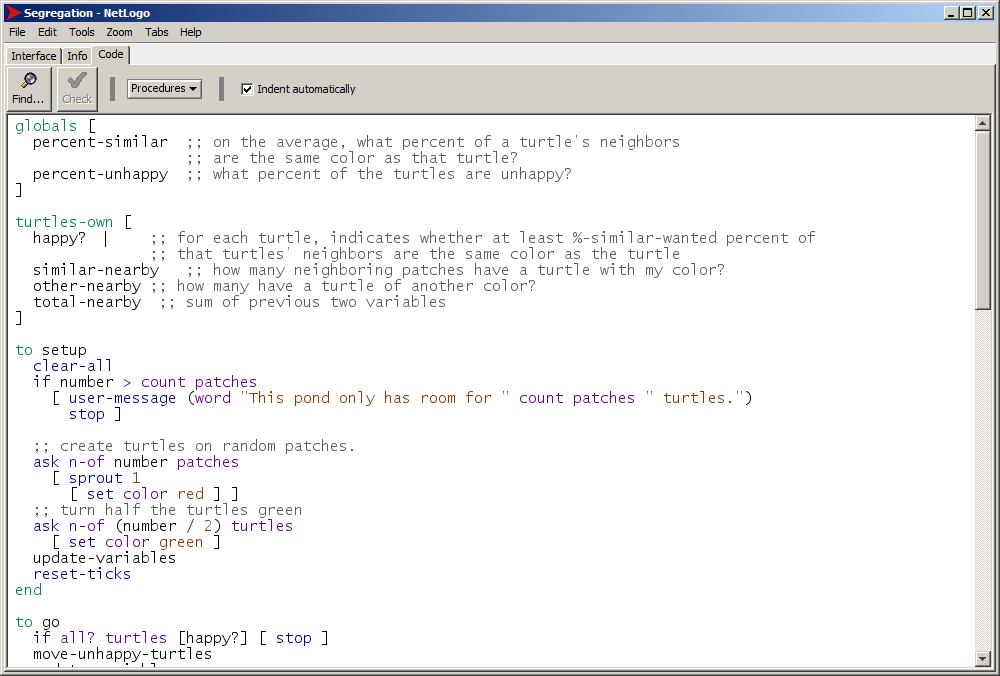 Segregation - NetLogo
File Edit Tools Zoom Tabs Help
Interface Info Code
Find... Check Procedures Indent automatically
globals [
  percent-similar  ;; on the average, what percent of a turtle's neighbors
                   ;; are the same color as that turtle?
  percent-unhappy  ;; what percent of the turtles are unhappy?
]
turtles-own [
  happy?       ;; for each turtle, indicates whether at least %-similar-wanted percent of
               ;; that turtles' neighbors are the same color as the turtle
  similar-nearby   ;; how many neighboring patches have a turtle with my color?
  other-nearby ;; how many have a turtle of another color?
  total-nearby  ;; sum of previous two variables
]
to setup
  clear-all
  if number > count patches
    [ user-message (word "This pond only has room for " count patches " turtles.")
      stop ]
  ;; create turtles on random patches.
  ask n-of number patches
    [ sprout 1
      [ set color red ] ]
  ;; turn half the turtles green
  ask n-of (number / 2) turtles
    [ set color green ]
  update-variables
  reset-ticks
end
to go
  if all? turtles [happy?] [ stop ]
  move-unhappy-turtles